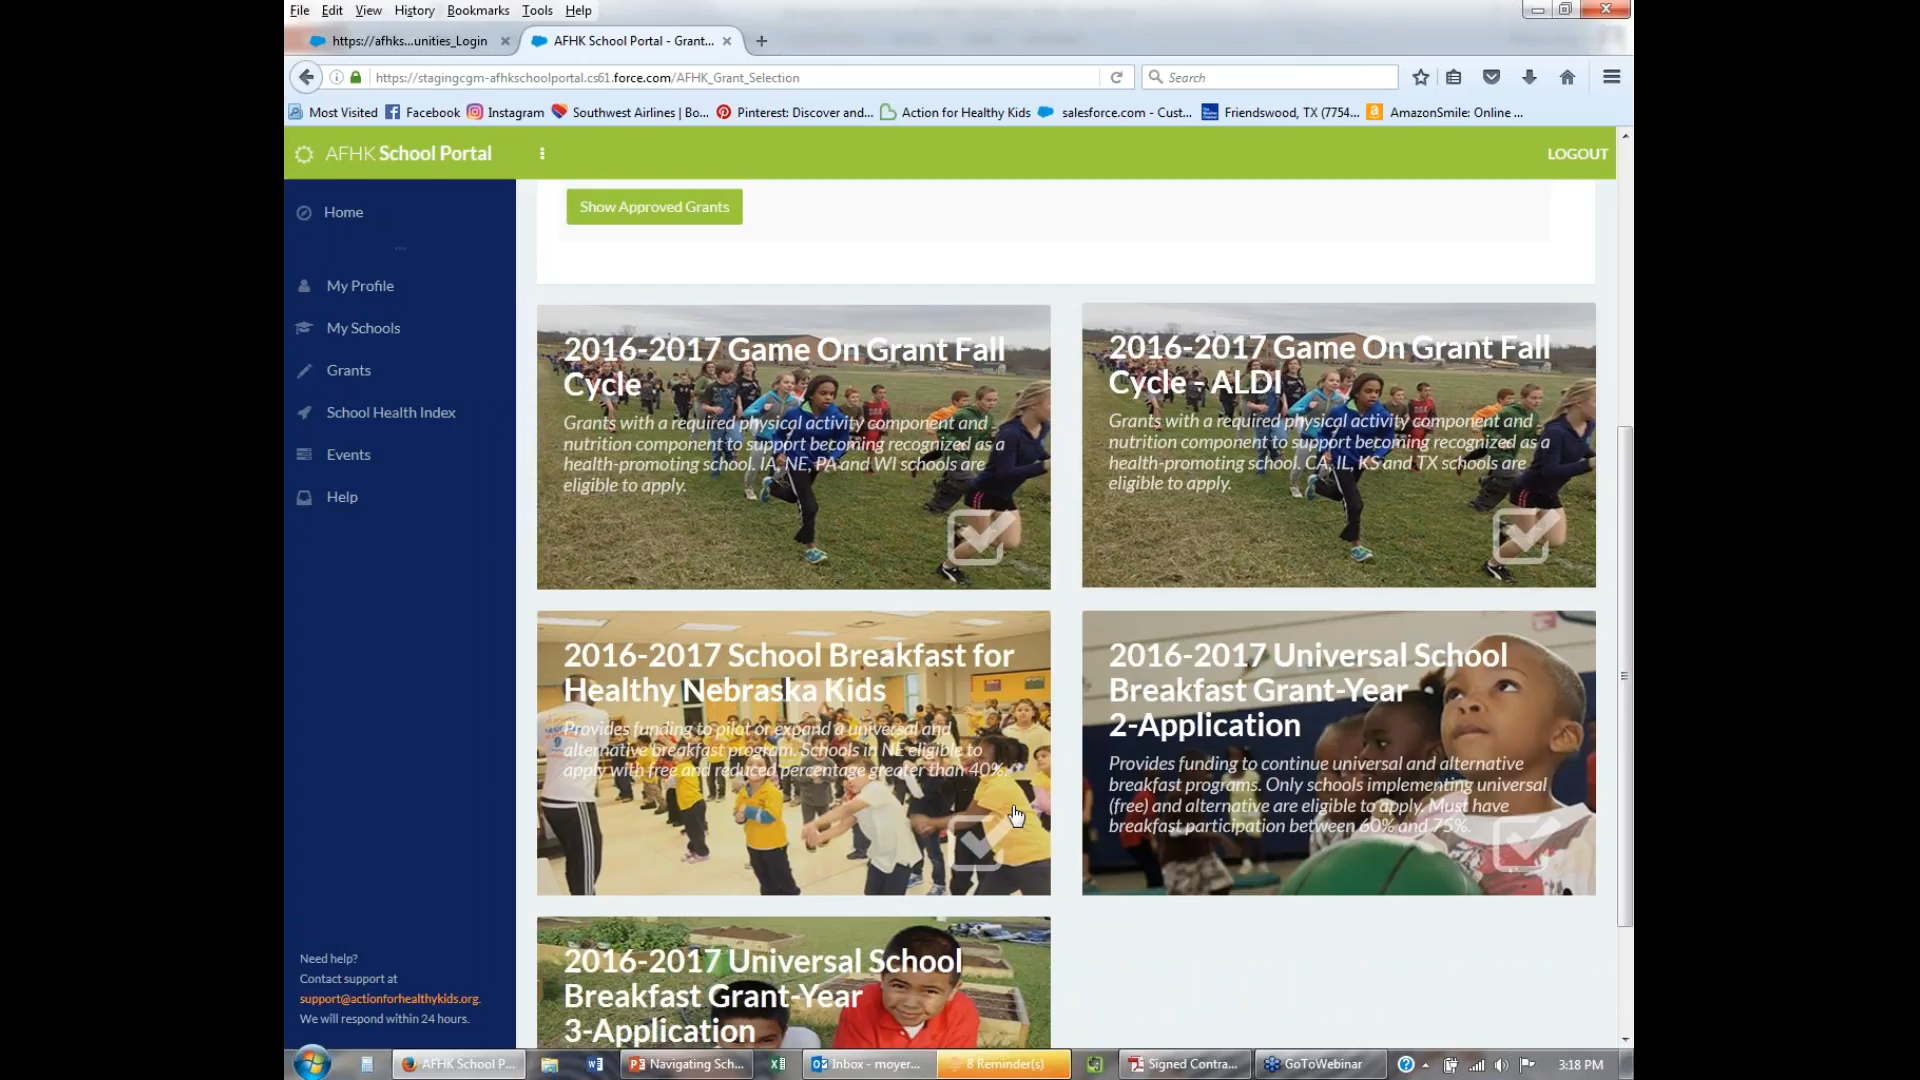 File Edit View History Bookmarks Tools Help
https://afhks...unities_Login
AFHK School Portal - Grant...
https://stagingcgm-afhkschoolportal.cs61.force.com/AFHK_Grant_Selection
Search
Most Visited Facebook Instagram Southwest Airlines | Bo... Pinterest: Discover and... Action for Healthy Kids salesforce.com - Cust... Friendswood, TX (7754... AmazonSmile: Online ...
AFHK School Portal
LOGOUT
Home
My Profile
My Schools
Grants
School Health Index
Events
Help
Need help?
Contact support at
support@actionforhealthykids.org.
We will respond within 24 hours.
Show Approved Grants
2016-2017 Game On Grant Fall
Cycle
Grants with a required physical activity component and
nutrition component to support becoming recognized as a
health-promoting school. IA, NE, PA and WI schools are
eligible to apply.
2016-2017 Game On Grant Fall
Cycle - ALDI
Grants with a required physical activity component and
nutrition component to support becoming recognized as a
health-promoting school. CA, IL, KS and TX schools are
eligible to apply.
2016-2017 School Breakfast for
Healthy Nebraska Kids
Provides funding to pilot or expand a universal and
alternative breakfast program. Schools in NE eligible to
apply with free and reduced percentage greater than 40%.
2016-2017 Universal School
Breakfast Grant-Year
2-Application
Provides funding to continue universal and alternative
breakfast programs. Only schools implementing universal
(free) and alternative are eligible to apply. Must have
breakfast participation between 60% and 75%.
2016-2017 Universal School
Breakfast Grant-Year
3-Application
AFHK School P...
Navigating Sch...
Inbox - moyer...
8 Reminder(s)
Signed Contra...
GoToWebinar
3:18 PM